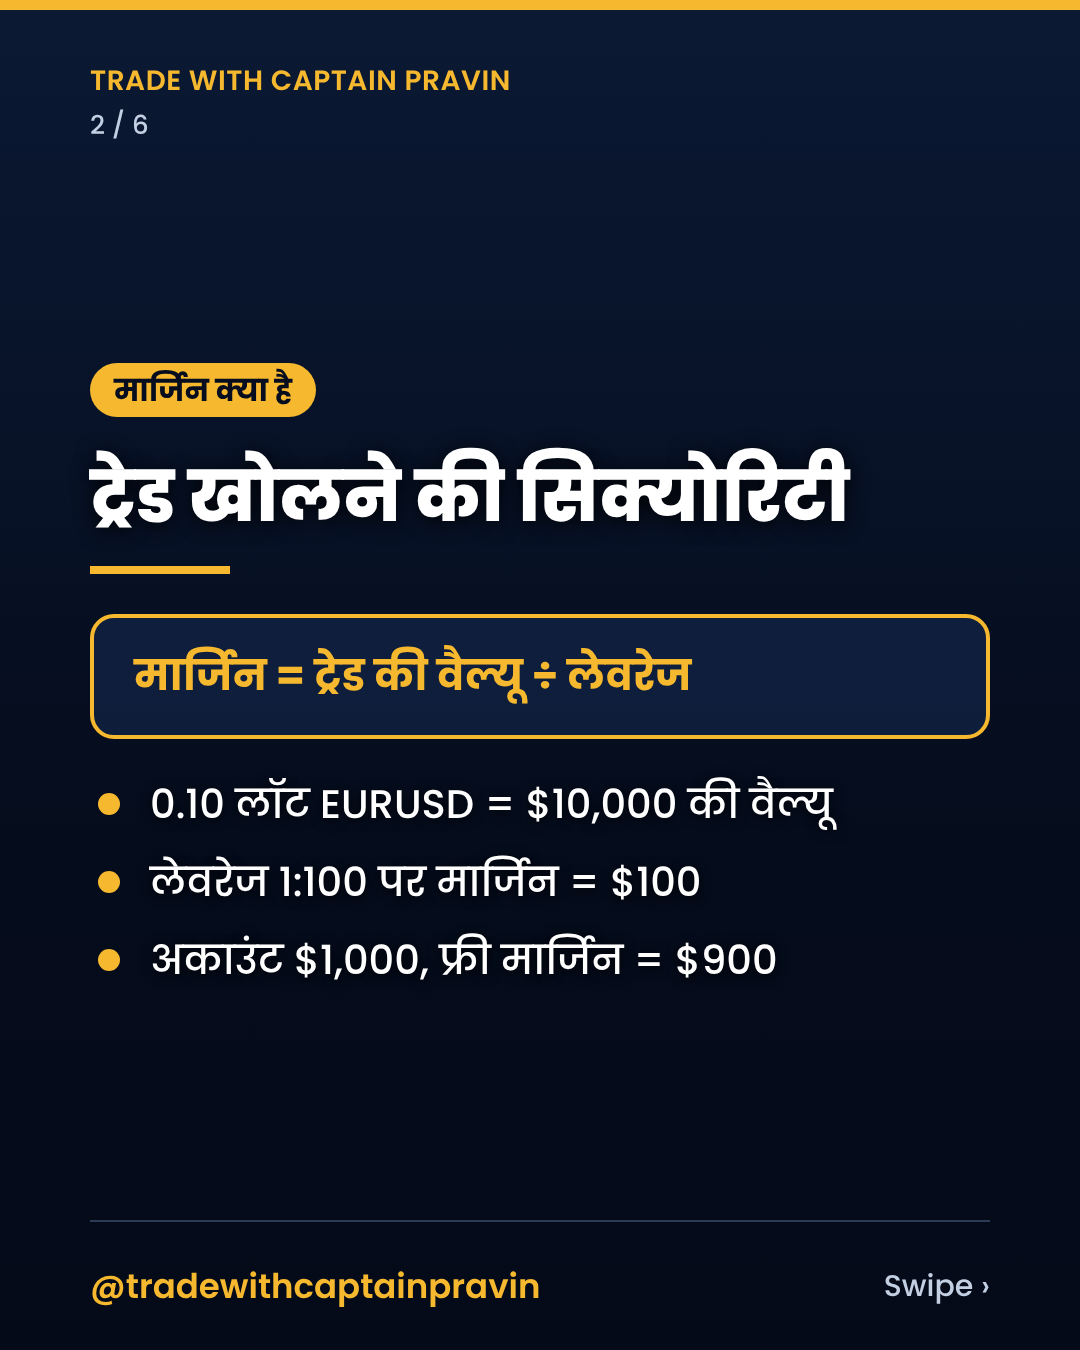 TRADE WITH CAPTAIN PRAVIN
2 / 6
मार्जिन क्या है
ट्रेड खोलने की सिक्योरिटी
मार्जिन = ट्रेड की वैल्यू ÷ लेवरेज
0.10 लॉट EURUSD = $10,000 की वैल्यू
लेवरेज 1:100 पर मार्जिन = $100
अकाउंट $1,000, फ्री मार्जिन = $900
@tradewithcaptainpravin
Swipe ›